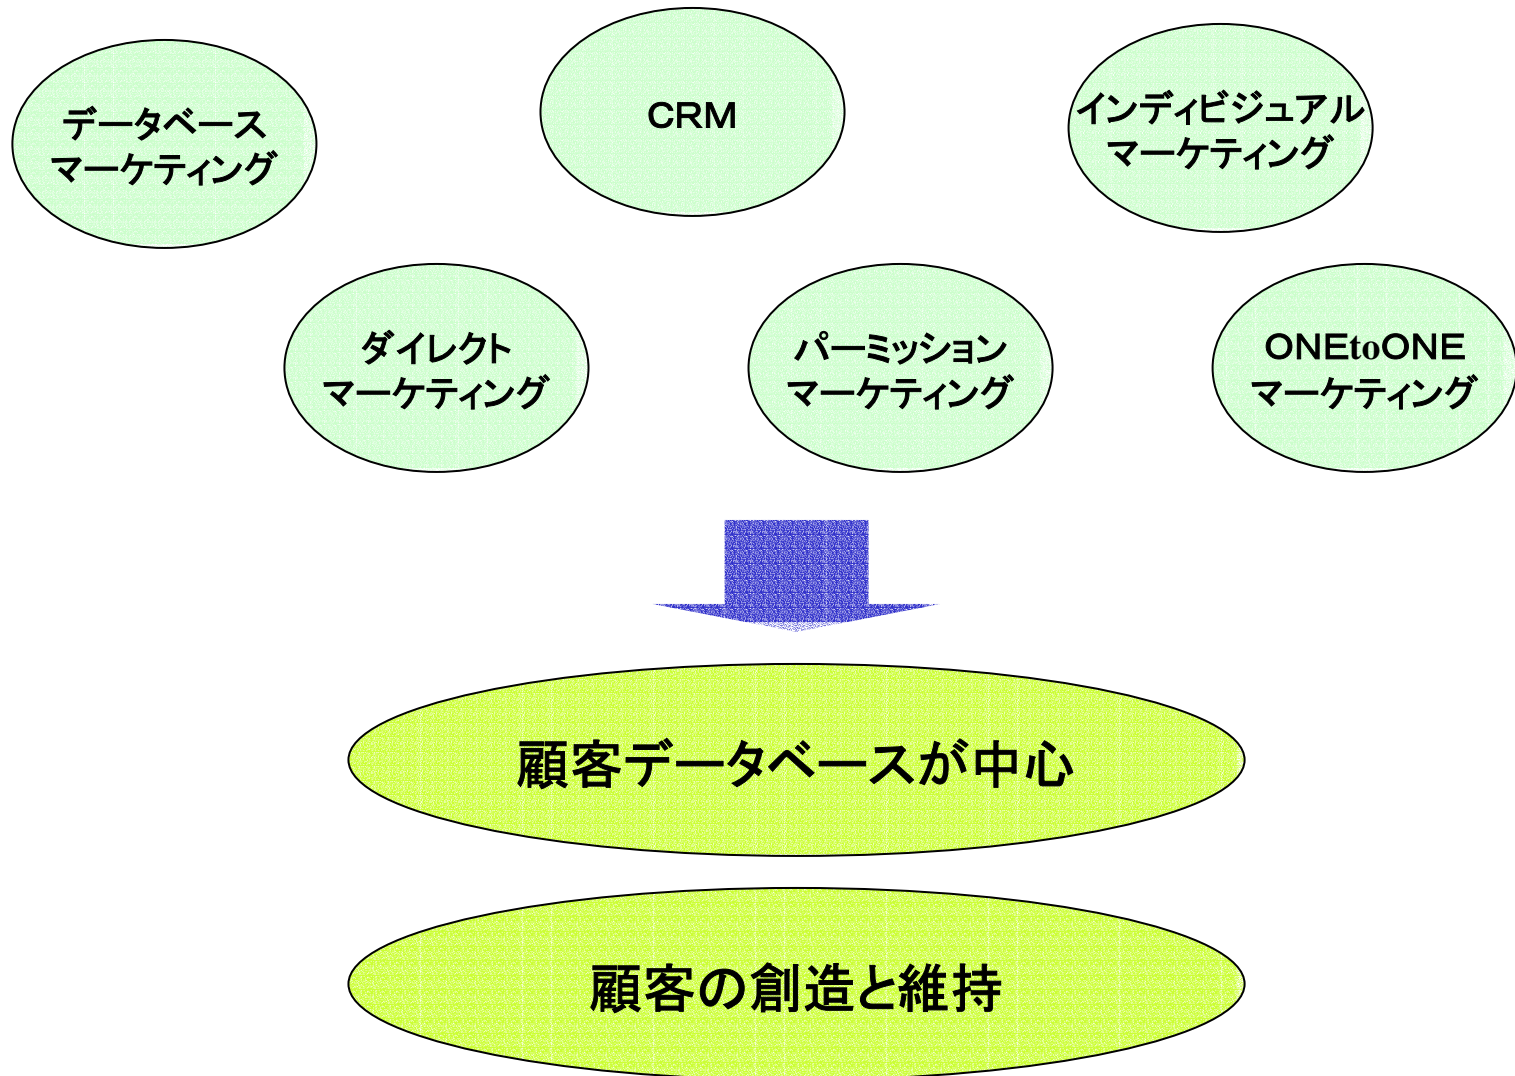 データベース
マーケティング
CRM
インディビジュアル
マーケティング
ダイレクト
マーケティング
パーミッション
マーケティング
ONEtoONE
マーケティング
顧客データベースが中心
顧客の創造と維持